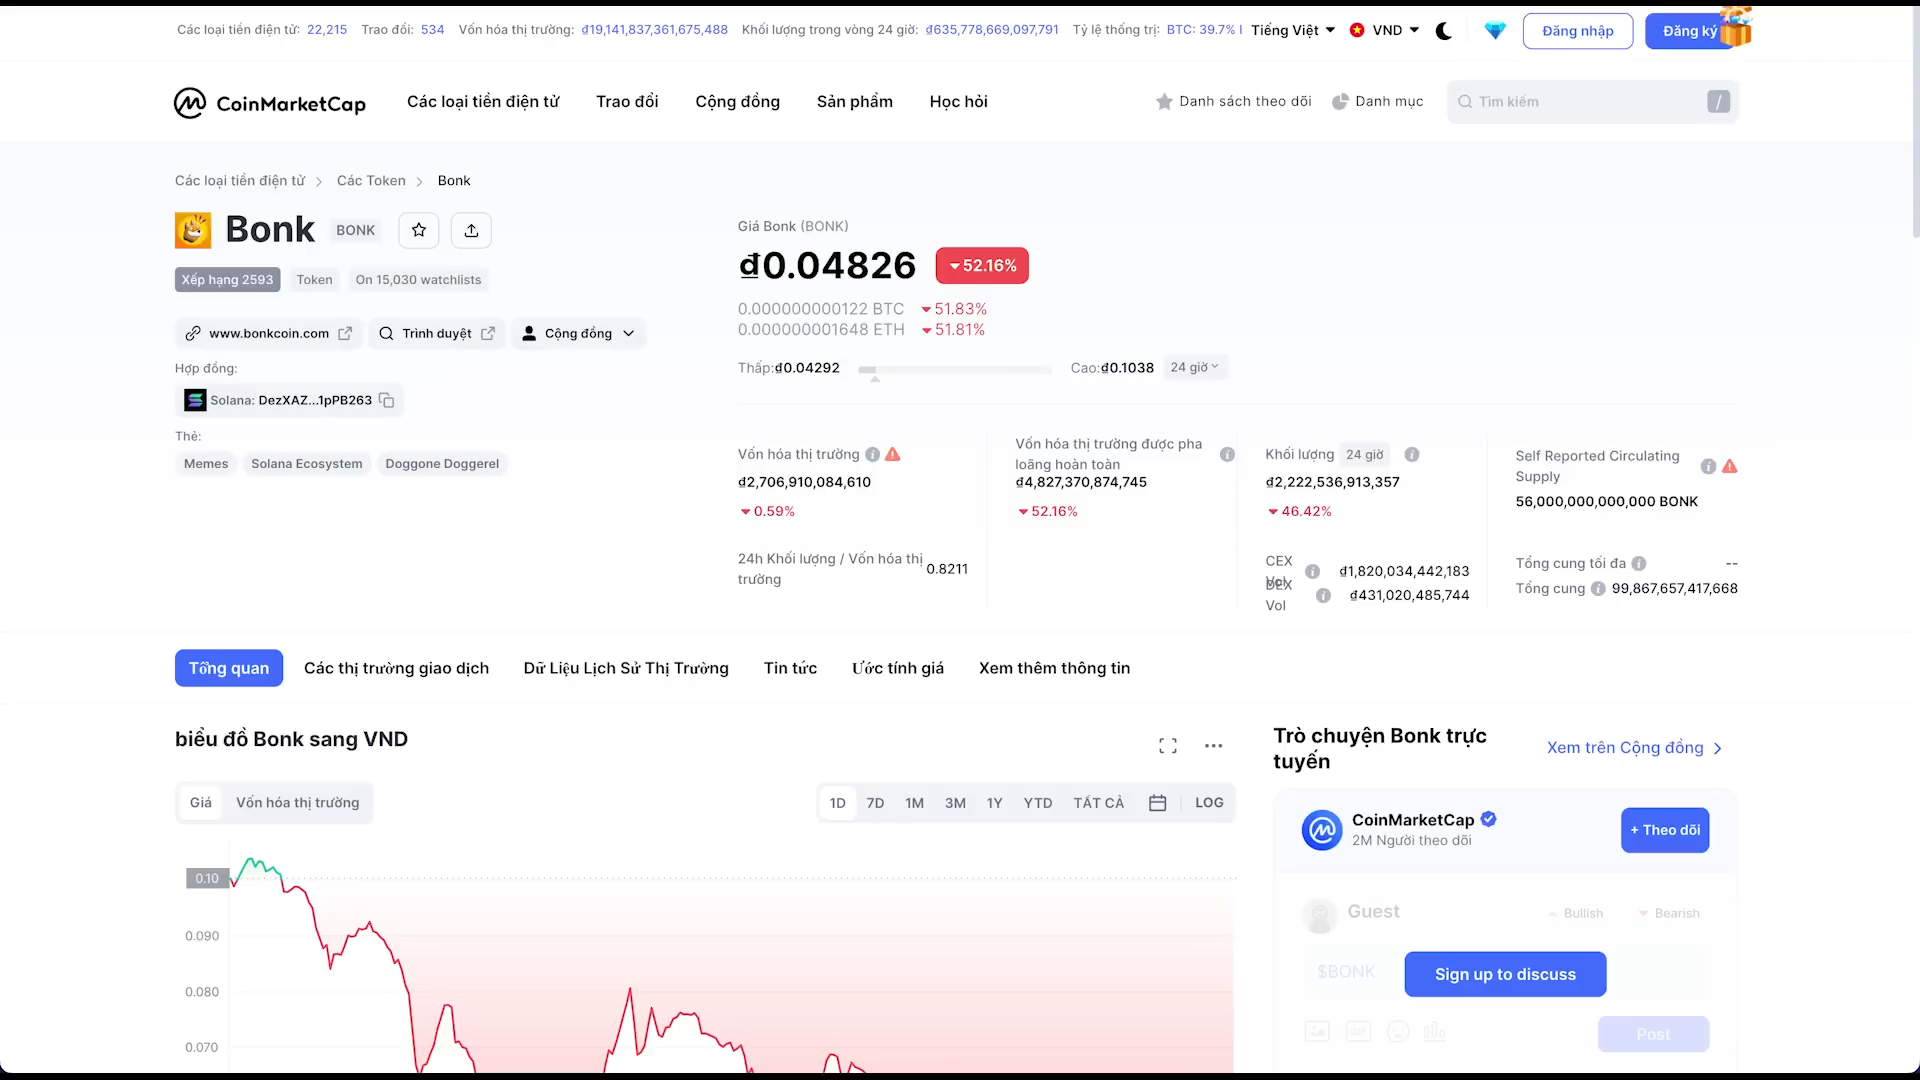 Các loại tiền điện tử: 22,215 Trao đổi: 534 Vốn hóa thị trường: ₫19,141,837,361,675,488 Khối lượng trong vòng 24 giờ: ₫635,778,669,097,791 Tỷ lệ thống trị: BTC: 39.7% Tiếng Việt VND Đăng nhập Đăng ký
CoinMarketCap Các loại tiền điện tử Trao đổi Cộng đồng Sản phẩm Học hỏi Danh sách theo dõi Danh mục Tìm kiếm /
Các loại tiền điện tử > Các Token > Bonk
Bonk BONK
Xếp hạng 2593 Token On 15,030 watchlists
www.bonkcoin.com Trình duyệt Cộng đồng
Hợp đồng:
Solana: DezXAZ...1pPB263
Thẻ:
Memes Solana Ecosystem Doggone Doggerel
Giá Bonk (BONK)
₫0.04826 52.16%
0.000000000122 BTC 51.83%
0.000000001648 ETH 51.81%
Thấp:₫0.04292 Cao:₫0.1038 24 giờ
Vốn hóa thị trường
₫2,706,910,084,610
0.59%
24h Khối lượng / Vốn hóa thị
trường
0.8211
Vốn hóa thị trường được pha
loãng hoàn toàn
₫4,827,370,874,745
52.16%
Khối lượng 24 giờ
₫2,222,536,913,357
46.42%
CEX
Vol
₫1,820,034,442,183
DEX
Vol
₫431,020,485,744
Self Reported Circulating
Supply
56,000,000,000,000 BONK
Tổng cung tối đa --
Tổng cung 99,867,657,417,668
Tổng quan Các thị trường giao dịch Dữ Liệu Lịch Sử Thị Trường Tin tức Ước tính giá Xem thêm thông tin
biểu đồ Bonk sang VND
Giá Vốn hóa thị trường 1D 7D 1M 3M 1Y YTD TẤT CẢ LOG
0.10
0.090
0.080
0.070
Trò chuyện Bonk trực
tuyến
Xem trên Cộng đồng
CoinMarketCap
2M Người theo dõi
+ Theo dõi
Guest Bullish Bearish
$BONK Sign up to discuss
GIF
Post